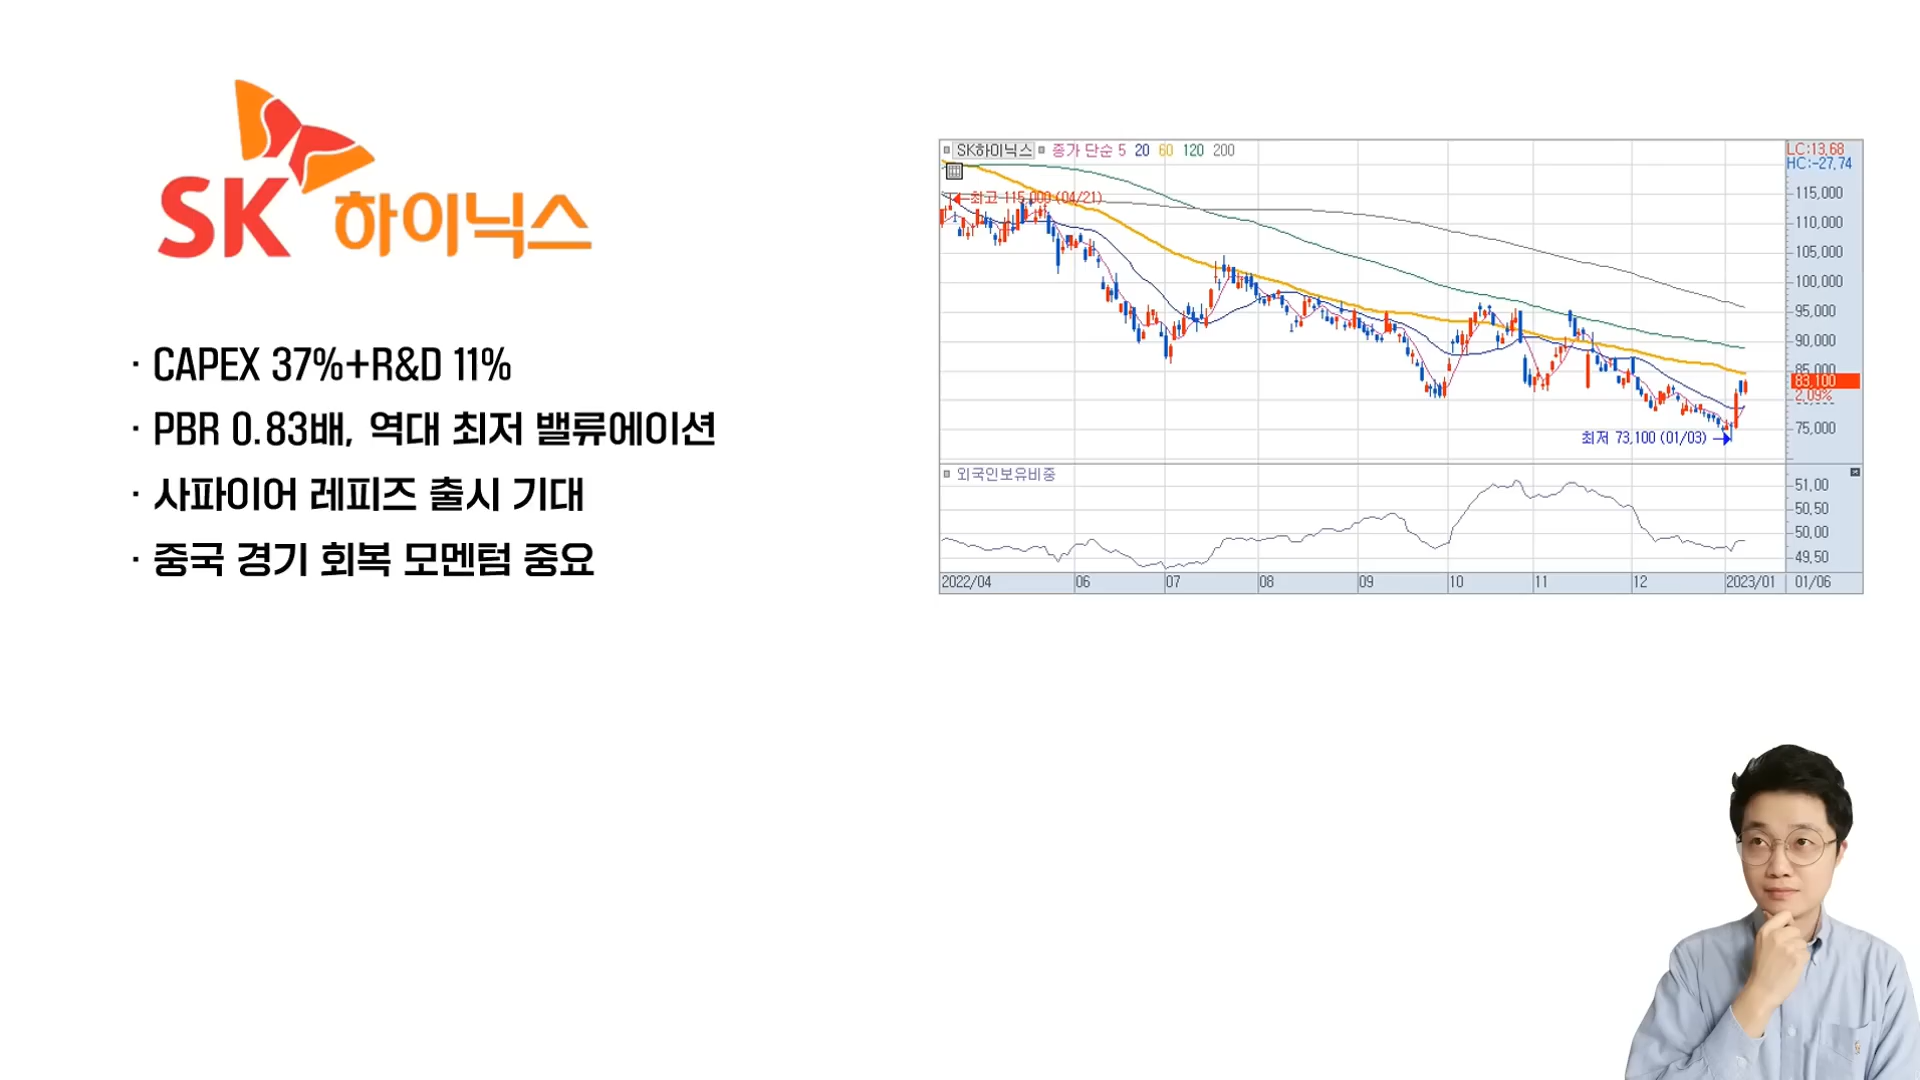 SK 하이닉스
· CAPEX 37%+R&D 11%
· PBR 0.83배, 역대 최저 밸류에이션
· 사파이어 레피즈 출시 기대
· 중국 경기 회복 모멘텀 중요
SK하이닉스 종가 단순 5 20 60 120 200
LC:13,68
HC:-27,74
최고 115,000 (04/21)
115,000
110,000
105,000
100,000
95,000
90,000
85,000
83,100
2,09%
75,000
최저 73,100 (01/03)
외국인보유비중
51,00
50,50
50,00
49,50
2022/04 06 07 08 09 10 11 12 2023/01 01/06